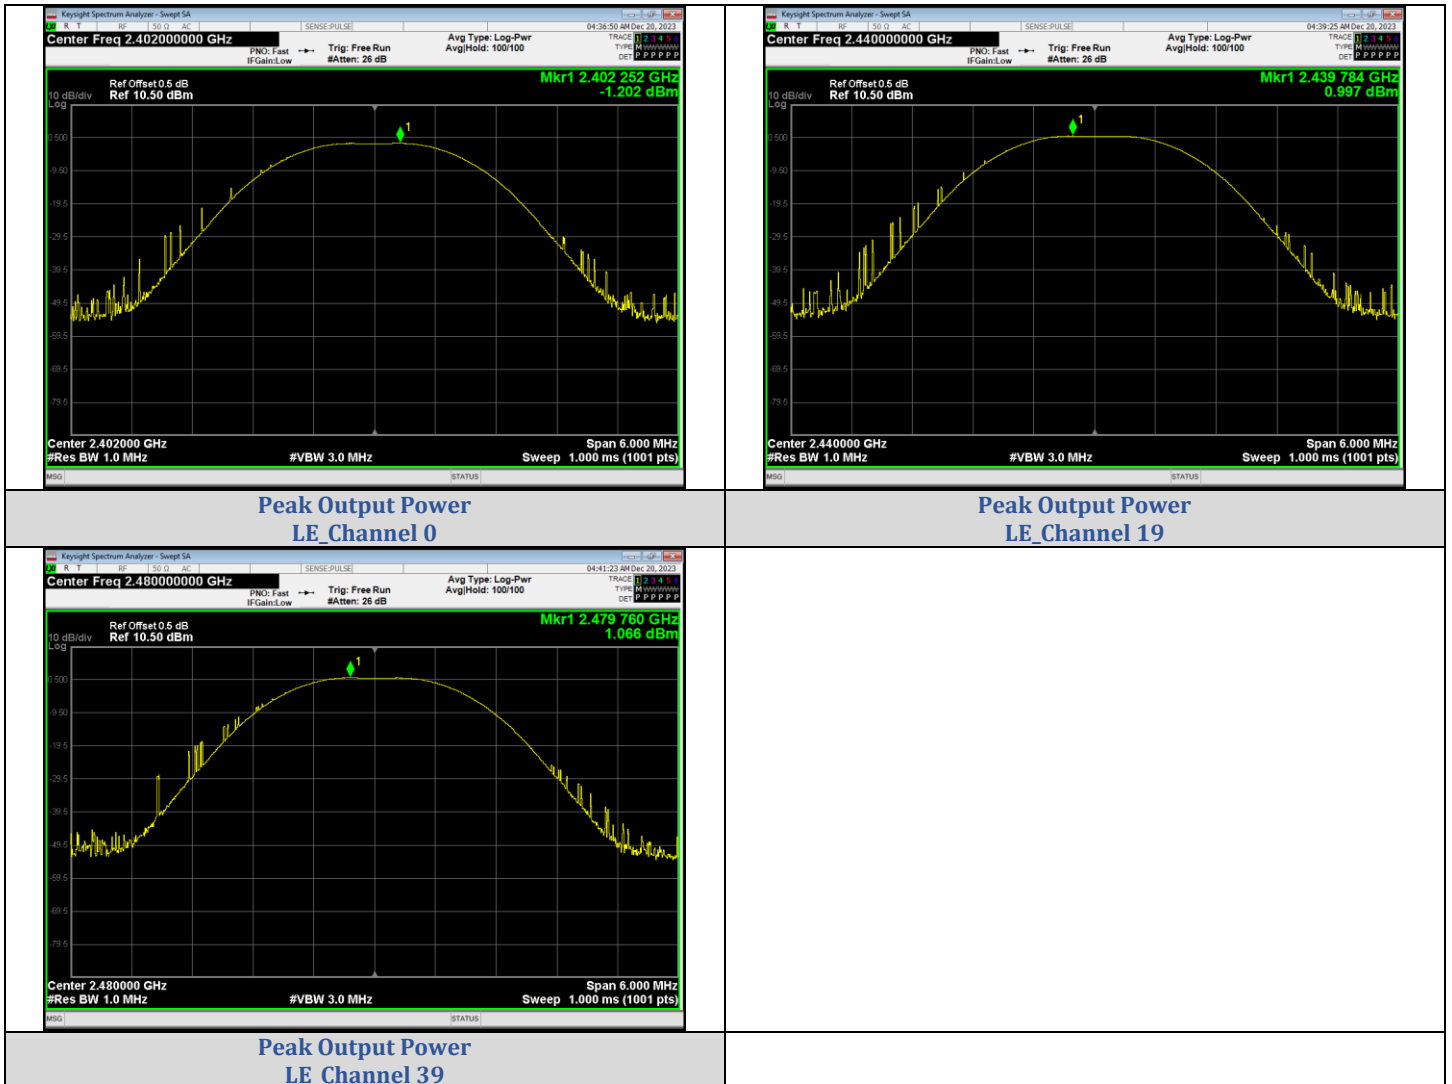 Keysight Spectrum Analyzer - Swept SA
R T RF 50 Ω AC SENSE:PULSE 04:36:50 AM Dec 20, 2023
Center Freq 2.402000000 GHz
PNO: Fast
IFGain:Low
Trig: Free Run
#Atten: 26 dB
Avg Type: Log-Pwr
Avg|Hold: 100/100
TRACE 1 2 3 4 5 6
TYPE M W W W W W
DET P P P P P P
Mkr1 2.402 252 GHz
-1.202 dBm
Ref Offset 0.5 dB
10 dB/div Ref 10.50 dBm
Log
1
0.500
-9.50
-19.5
-29.5
-39.5
-49.5
-59.5
-69.5
-79.5
Center 2.402000 GHz Span 6.000 MHz
#Res BW 1.0 MHz #VBW 3.0 MHz Sweep 1.000 ms (1001 pts)
MSG STATUS
Peak Output Power
LE_Channel 0
Keysight Spectrum Analyzer - Swept SA
R T RF 50 Ω AC SENSE:PULSE 04:39:25 AM Dec 20, 2023
Center Freq 2.440000000 GHz
PNO: Fast
IFGain:Low
Trig: Free Run
#Atten: 26 dB
Avg Type: Log-Pwr
Avg|Hold: 100/100
TRACE 1 2 3 4 5 6
TYPE M W W W W W
DET P P P P P P
Mkr1 2.439 784 GHz
0.997 dBm
Ref Offset 0.5 dB
10 dB/div Ref 10.50 dBm
Log
1
0.500
-9.50
-19.5
-29.5
-39.5
-49.5
-59.5
-69.5
-79.5
Center 2.440000 GHz Span 6.000 MHz
#Res BW 1.0 MHz #VBW 3.0 MHz Sweep 1.000 ms (1001 pts)
MSG STATUS
Peak Output Power
LE_Channel 19
Keysight Spectrum Analyzer - Swept SA
R T RF 50 Ω AC SENSE:PULSE 04:41:23 AM Dec 20, 2023
Center Freq 2.480000000 GHz
PNO: Fast
IFGain:Low
Trig: Free Run
#Atten: 26 dB
Avg Type: Log-Pwr
Avg|Hold: 100/100
TRACE 1 2 3 4 5 6
TYPE M W W W W W
DET P P P P P P
Mkr1 2.479 760 GHz
1.066 dBm
Ref Offset 0.5 dB
10 dB/div Ref 10.50 dBm
Log
1
0.500
-9.50
-19.5
-29.5
-39.5
-49.5
-59.5
-69.5
-79.5
Center 2.480000 GHz Span 6.000 MHz
#Res BW 1.0 MHz #VBW 3.0 MHz Sweep 1.000 ms (1001 pts)
MSG STATUS
Peak Output Power
LE_Channel 39